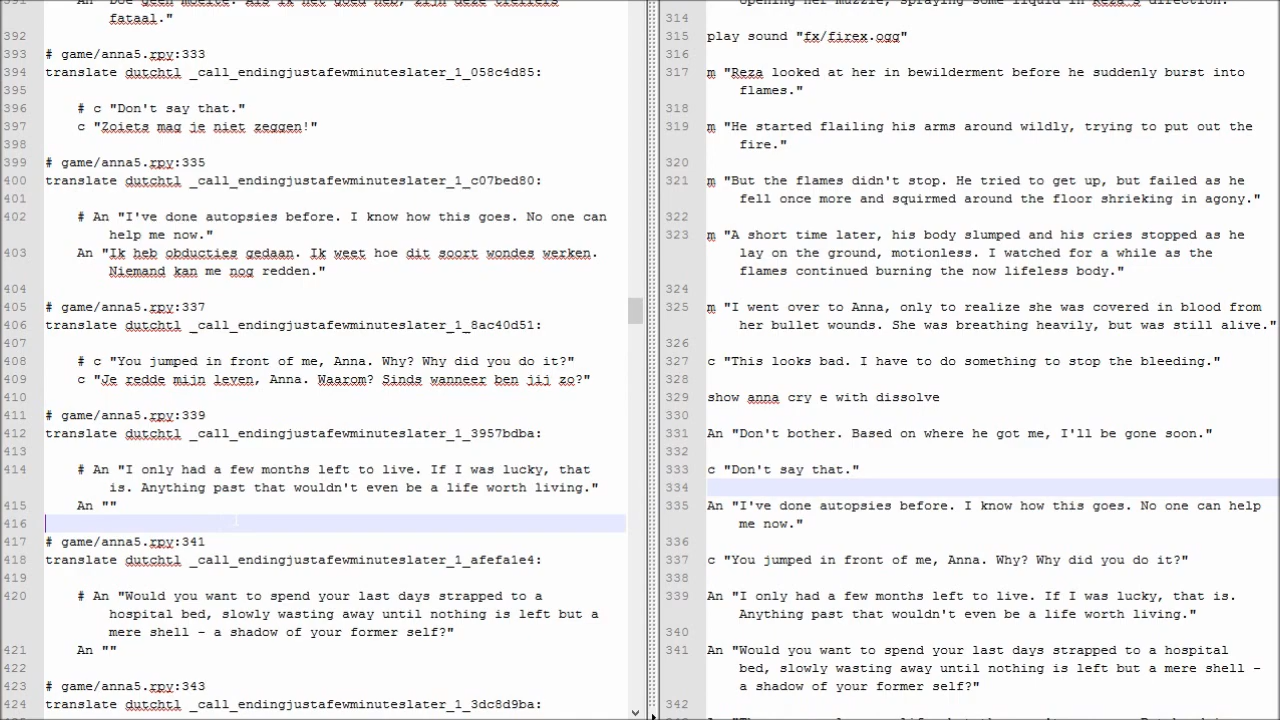 391 An "Doe geen moeite. Als ik het goed heb, zijn deze treffers
fataal."
392
393 # game/anna5.rpy:333
394 translate dutchtl _call_endingjustafewminuteslater_1_058c4d85:
395
396 # c "Don't say that."
397 c "Zoiets mag je niet zeggen!"
398
399 # game/anna5.rpy:335
400 translate dutchtl _call_endingjustafewminuteslater_1_c07bed80:
401
402 # An "I've done autopsies before. I know how this goes. No one can
help me now."
403 An "Ik heb obducties gedaan. Ik weet hoe dit soort wondes werken.
Niemand kan me nog redden."
404
405 # game/anna5.rpy:337
406 translate dutchtl _call_endingjustafewminuteslater_1_8ac40d51:
407
408 # c "You jumped in front of me, Anna. Why? Why did you do it?"
409 c "Je redde mijn leven, Anna. Waarom? Sinds wanneer ben jij zo?"
410
411 # game/anna5.rpy:339
412 translate dutchtl _call_endingjustafewminuteslater_1_3957bdba:
413
414 # An "I only had a few months left to live. If I was lucky, that
is. Anything past that wouldn't even be a life worth living."
415 An ""
416
417 # game/anna5.rpy:341
418 translate dutchtl _call_endingjustafewminuteslater_1_afefa1e4:
419
420 # An "Would you want to spend your last days strapped to a
hospital bed, slowly wasting away until nothing is left but a
mere shell – a shadow of your former self?"
421 An ""
422
423 # game/anna5.rpy:343
424 translate dutchtl _call_endingjustafewminuteslater_1_3dc8d9ba:
opening her muzzle, spraying some liquid in Reza's direction.
314
315 play sound "fx/firex.ogg"
316
317 m "Reza looked at her in bewilderment before he suddenly burst into
flames."
318
319 m "He started flailing his arms around wildly, trying to put out the
fire."
320
321 m "But the flames didn't stop. He tried to get up, but failed as he
fell once more and squirmed around the floor shrieking in agony."
322
323 m "A short time later, his body slumped and his cries stopped as he
lay on the ground, motionless. I watched for a while as the
flames continued burning the now lifeless body."
324
325 m "I went over to Anna, only to realize she was covered in blood from
her bullet wounds. She was breathing heavily, but was still alive."
326
327 c "This looks bad. I have to do something to stop the bleeding."
328
329 show anna cry e with dissolve
330
331 An "Don't bother. Based on where he got me, I'll be gone soon."
332
333 c "Don't say that."
334
335 An "I've done autopsies before. I know how this goes. No one can help
me now."
336
337 c "You jumped in front of me, Anna. Why? Why did you do it?"
338
339 An "I only had a few months left to live. If I was lucky, that is.
Anything past that wouldn't even be a life worth living."
340
341 An "Would you want to spend your last days strapped to a hospital
bed, slowly wasting away until nothing is left but a mere shell –
a shadow of your former self?"
342